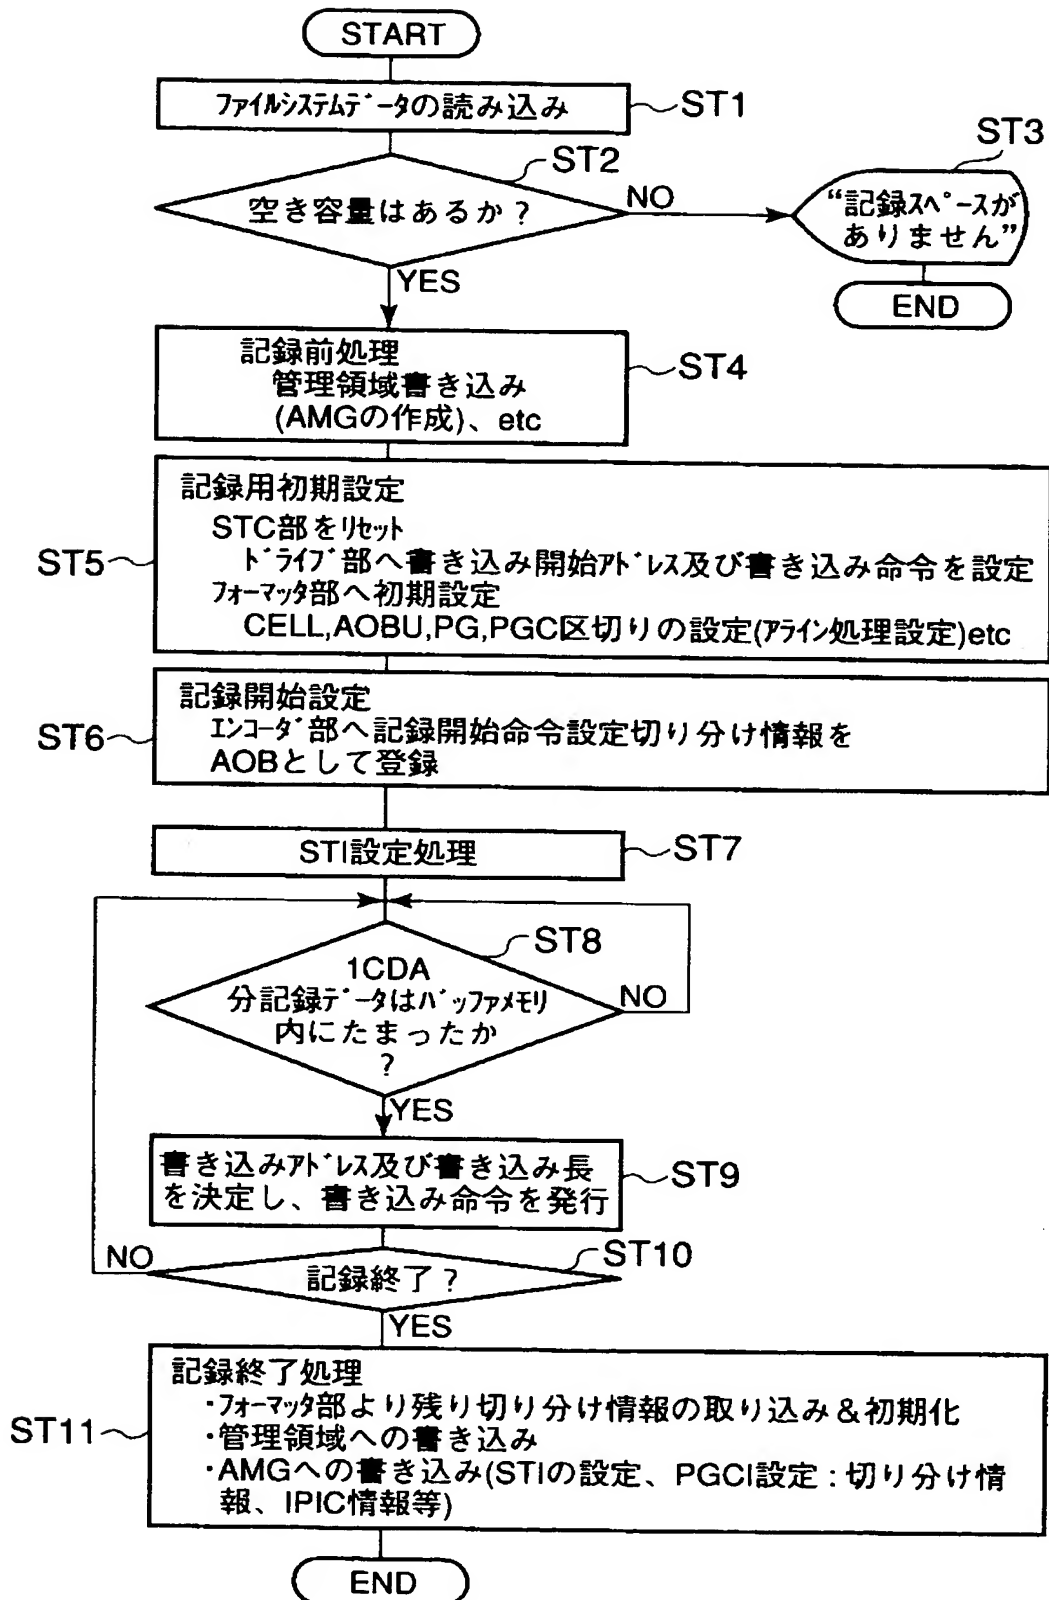 START
ファイルシステムデータの読み込み
ST1
ST2
空き容量はあるか?
NO
ST3
“記録スペースが
ありません”
END
YES
記録前処理
管理領域書き込み
(AMGの作成)、etc
ST4
記録用初期設定
STC部をリセット
ドライブ部へ書き込み開始アドレス及び書き込み命令を設定
フォーマッタ部へ初期設定
CELL,AOBU,PG,PGC区切りの設定(アライン処理設定)etc
ST5
記録開始設定
エンコーダ部へ記録開始命令設定切り分け情報を
AOBとして登録
ST6
STI設定処理
ST7
ST8
1CDA
分記録データはバッファメモリ
内にたまったか
?
NO
YES
書き込みアドレス及び書き込み長
を決定し、書き込み命令を発行
ST9
NO
ST10
記録終了?
YES
記録終了処理
・フォーマッタ部より残り切り分け情報の取り込み&初期化
・管理領域への書き込み
・AMGへの書き込み(STIの設定、PGCI設定:切り分け情
報、IPIC情報等)
ST11
END